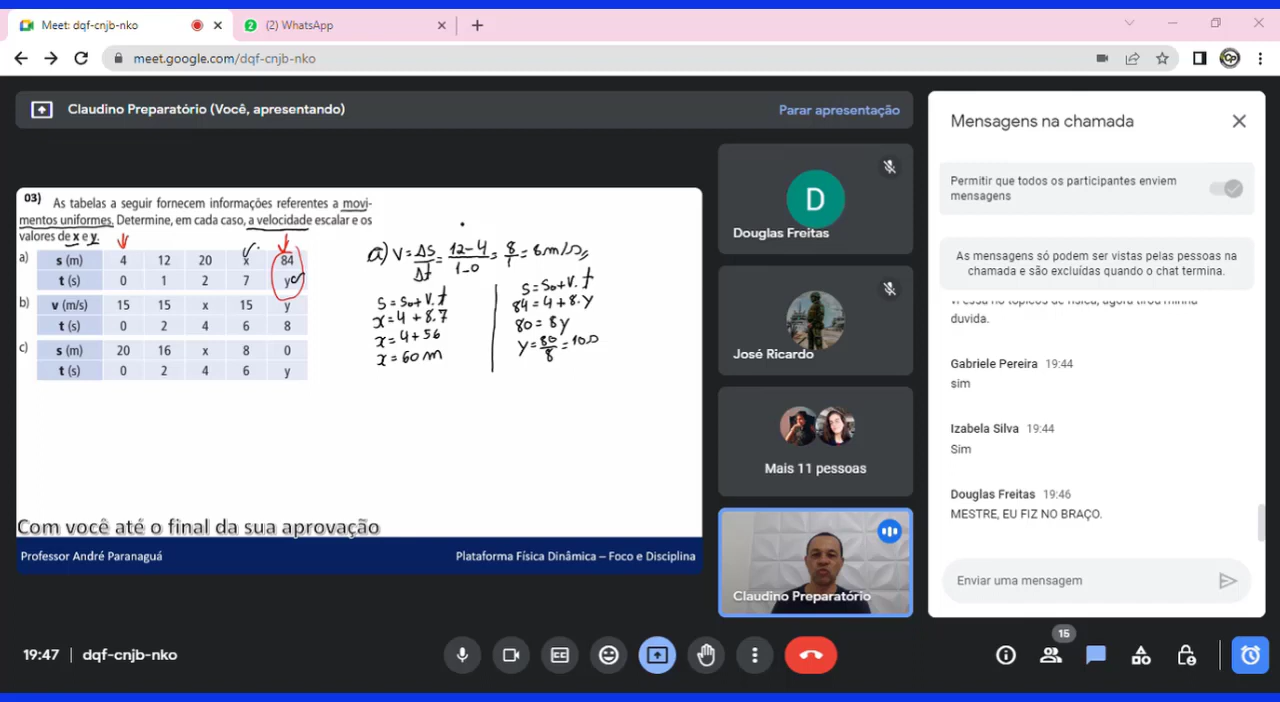 Meet: dqf-cnjb-nko
2 (2) WhatsApp
meet.google.com/dqf-cnjb-nko
Claudino Preparatório (Você, apresentando)
Parar apresentação
03) As tabelas a seguir fornecem informações referentes a movi-
mentos uniformes. Determine, em cada caso, a velocidade escalar e os
valores de x e y.
a) s (m) 4 12 20 x 84
t (s) 0 1 2 7 y
b) v (m/s) 15 15 x 15 y
t (s) 0 2 4 6 8
c) s (m) 20 16 x 8 0
t (s) 0 2 4 6 y
a) V = ΔS/Δt = 12-4/1-0 = 8/1 = 8 m/s
S = So + V.t
x = 4 + 8.7
x = 4 + 56
x = 60 m
S = So + V.t
84 = 4 + 8.y
80 = 8y
y = 80/8 = 10s
Com você até o final da sua aprovação
Professor André Paranaguá
Plataforma Física Dinâmica – Foco e Disciplina
D
Douglas Freitas
José Ricardo
Mais 11 pessoas
Claudino Preparatório
Mensagens na chamada
Permitir que todos os participantes enviem
mensagens
As mensagens só podem ser vistas pelas pessoas na
chamada e são excluídas quando o chat termina.
duvida.
Gabriele Pereira 19:44
sim
Izabela Silva 19:44
Sim
Douglas Freitas 19:46
MESTRE, EU FIZ NO BRAÇO.
Enviar uma mensagem
19:47 | dqf-cnjb-nko
15